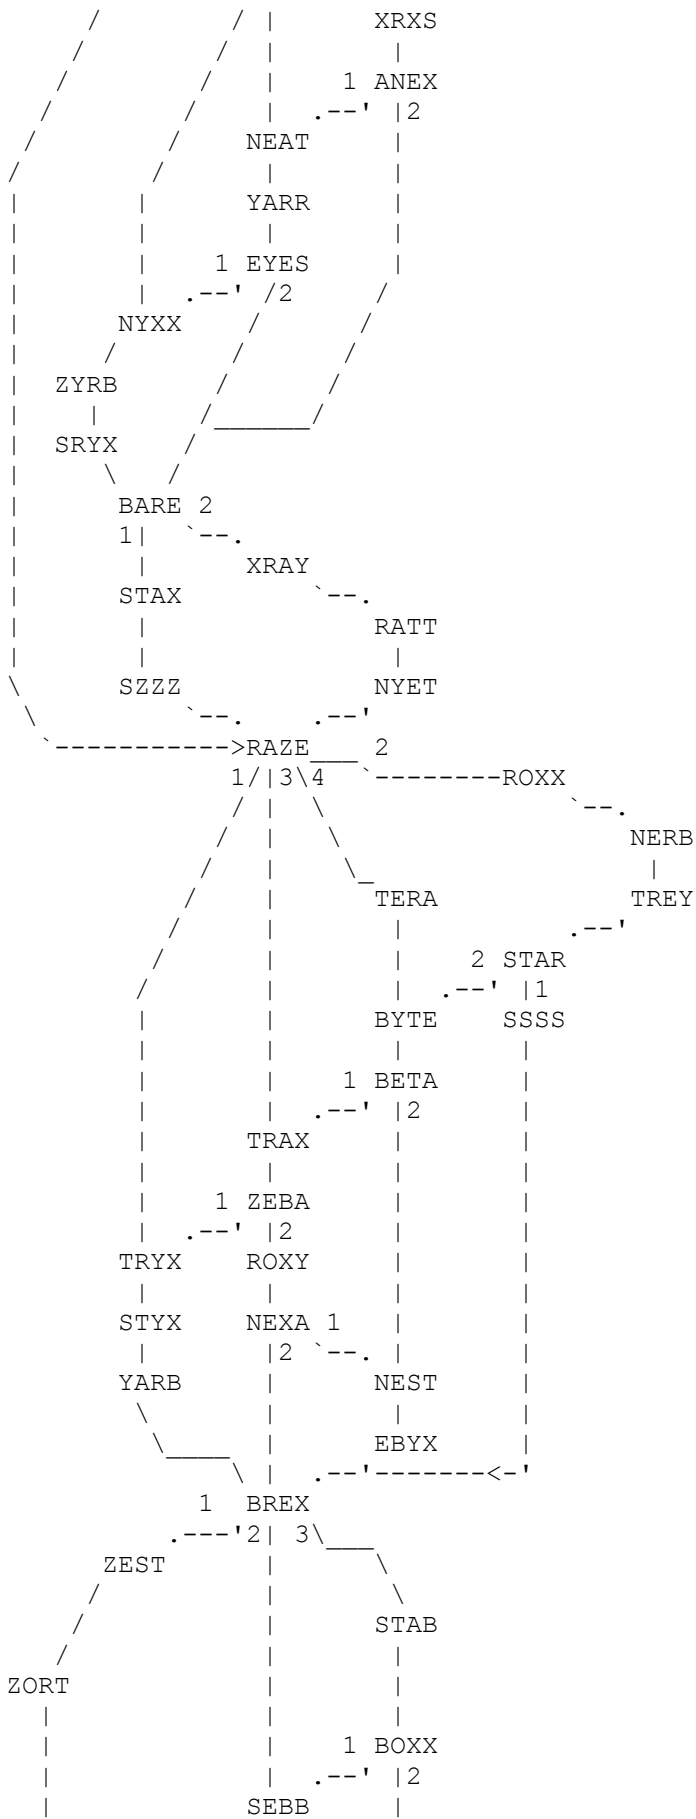 XRXS
1 ANEX
2
NEAT
YARR
1 EYES
2
NYXX
ZYRB
SRYX
BARE 2
1
XRAY
STAX
RATT
SZZZ NYET
RAZE 2
1 3 4 ROXX
NERB
TERA TREY
2 STAR
1
BYTE SSSS
1 BETA
2
TRAX
1 ZEBA
2
TRYX ROXY
STYX NEXA 1
2
YARB NEST
EBYX
1 BREX
2 3
ZEST
STAB
ZORT
1 BOXX
2
SEBB